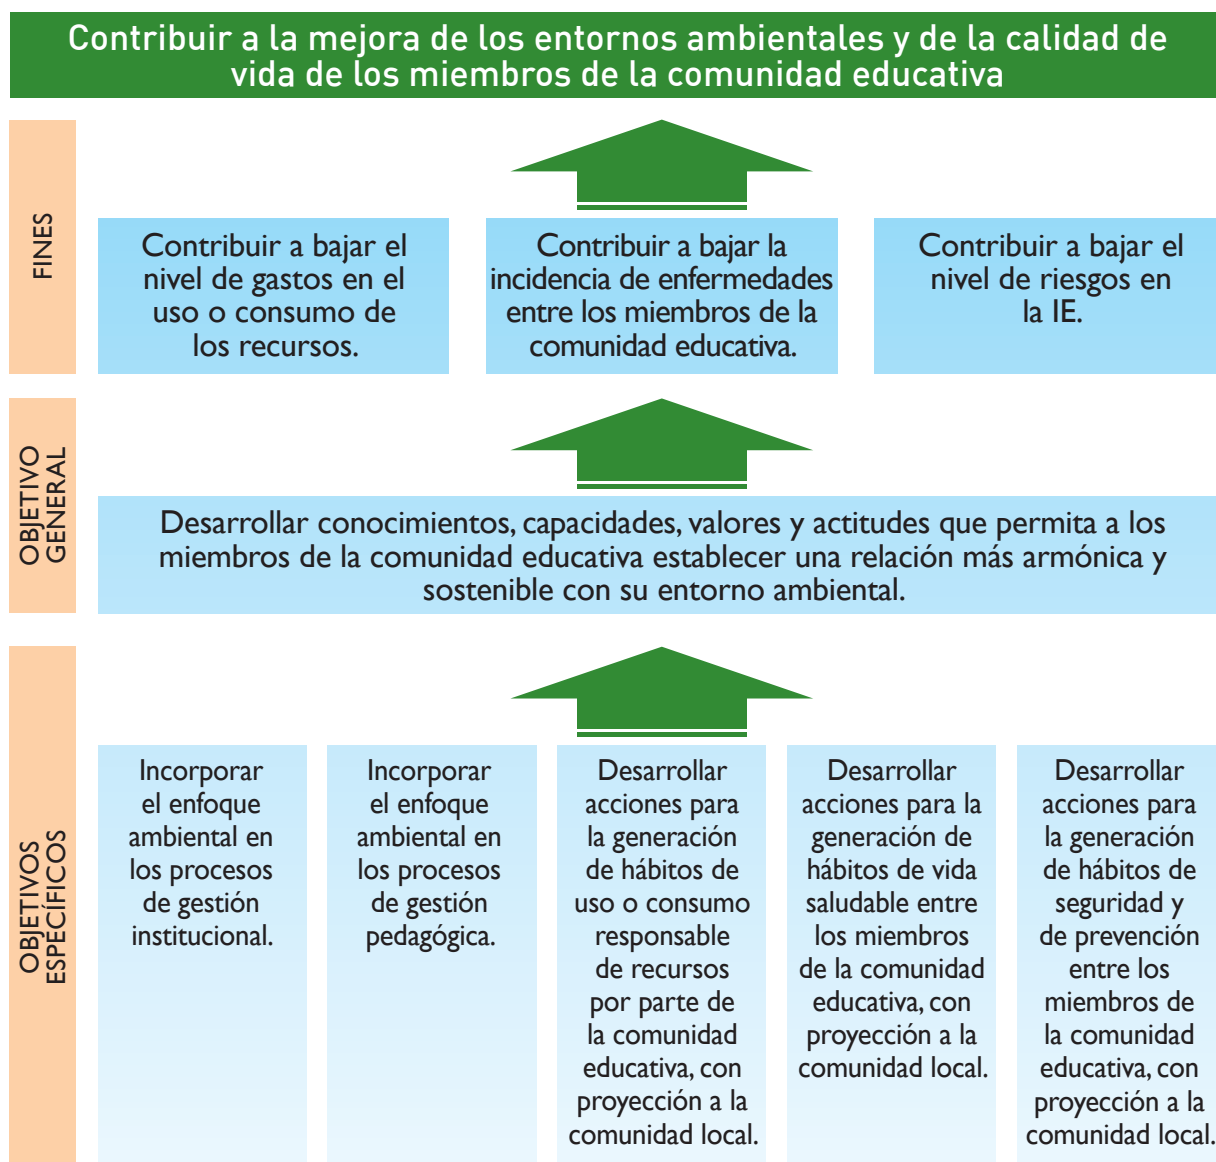 Contribuir a la mejora de los entornos ambientales y de la calidad de
vida de los miembros de la comunidad educativa
FINES
Contribuir a bajar el
nivel de gastos en el
uso o consumo de
los recursos.
Contribuir a bajar la
incidencia de enfermedades
entre los miembros de la
comunidad educativa.
Contribuir a bajar el
nivel de riesgos en
la IE.
OBJETIVO
GENERAL
Desarrollar conocimientos, capacidades, valores y actitudes que permita a los
miembros de la comunidad educativa establecer una relación más armónica y
sostenible con su entorno ambiental.
OBJETIVOS
ESPECÍFICOS
Incorporar
el enfoque
ambiental en
los procesos
de gestión
institucional.
Incorporar
el enfoque
ambiental en
los procesos
de gestión
pedagógica.
Desarrollar
acciones para
la generación
de hábitos de
uso o consumo
responsable
de recursos
por parte de
la comunidad
educativa, con
proyección a la
comunidad local.
Desarrollar
acciones para la
generación de
hábitos de vida
saludable entre
los miembros
de la comunidad
educativa, con
proyección a la
comunidad local.
Desarrollar
acciones para
la generación
de hábitos de
seguridad y
de prevención
entre los
miembros de
la comunidad
educativa, con
proyección a la
comunidad local.